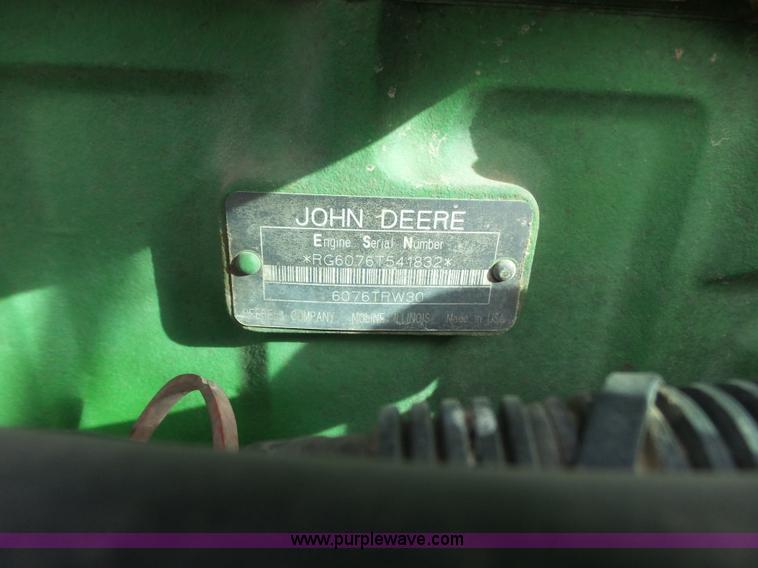 JOHN DEERE
Engine Serial Number
*RG6076T541832*
6076TRW30
DEERE & COMPANY MOLINE, ILLINOIS Made in USA
www.purplewave.com